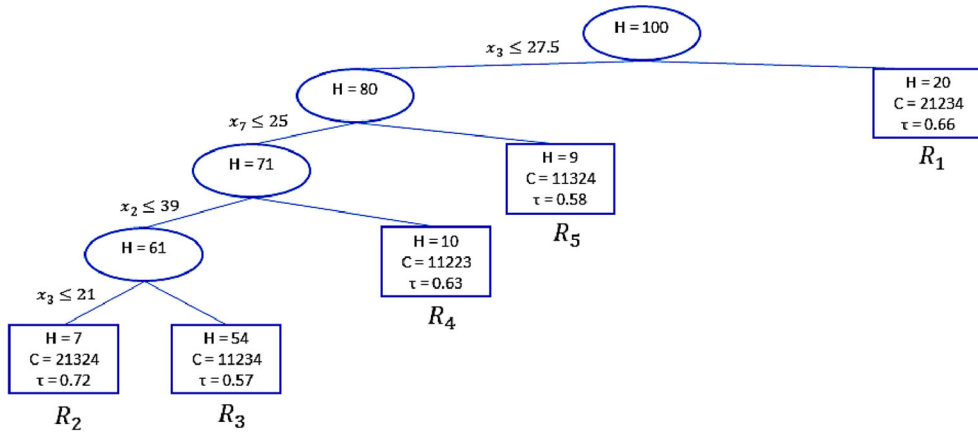 H = 100
x₃ ≤ 27.5
H = 80
H = 20
C = 21234
τ = 0.66
R₁
x₇ ≤ 25
H = 71
H = 9
C = 11324
τ = 0.58
R₅
x₂ ≤ 39
H = 61
H = 10
C = 11223
τ = 0.63
R₄
x₃ ≤ 21
H = 7
C = 21324
τ = 0.72
R₂
H = 54
C = 11234
τ = 0.57
R₃